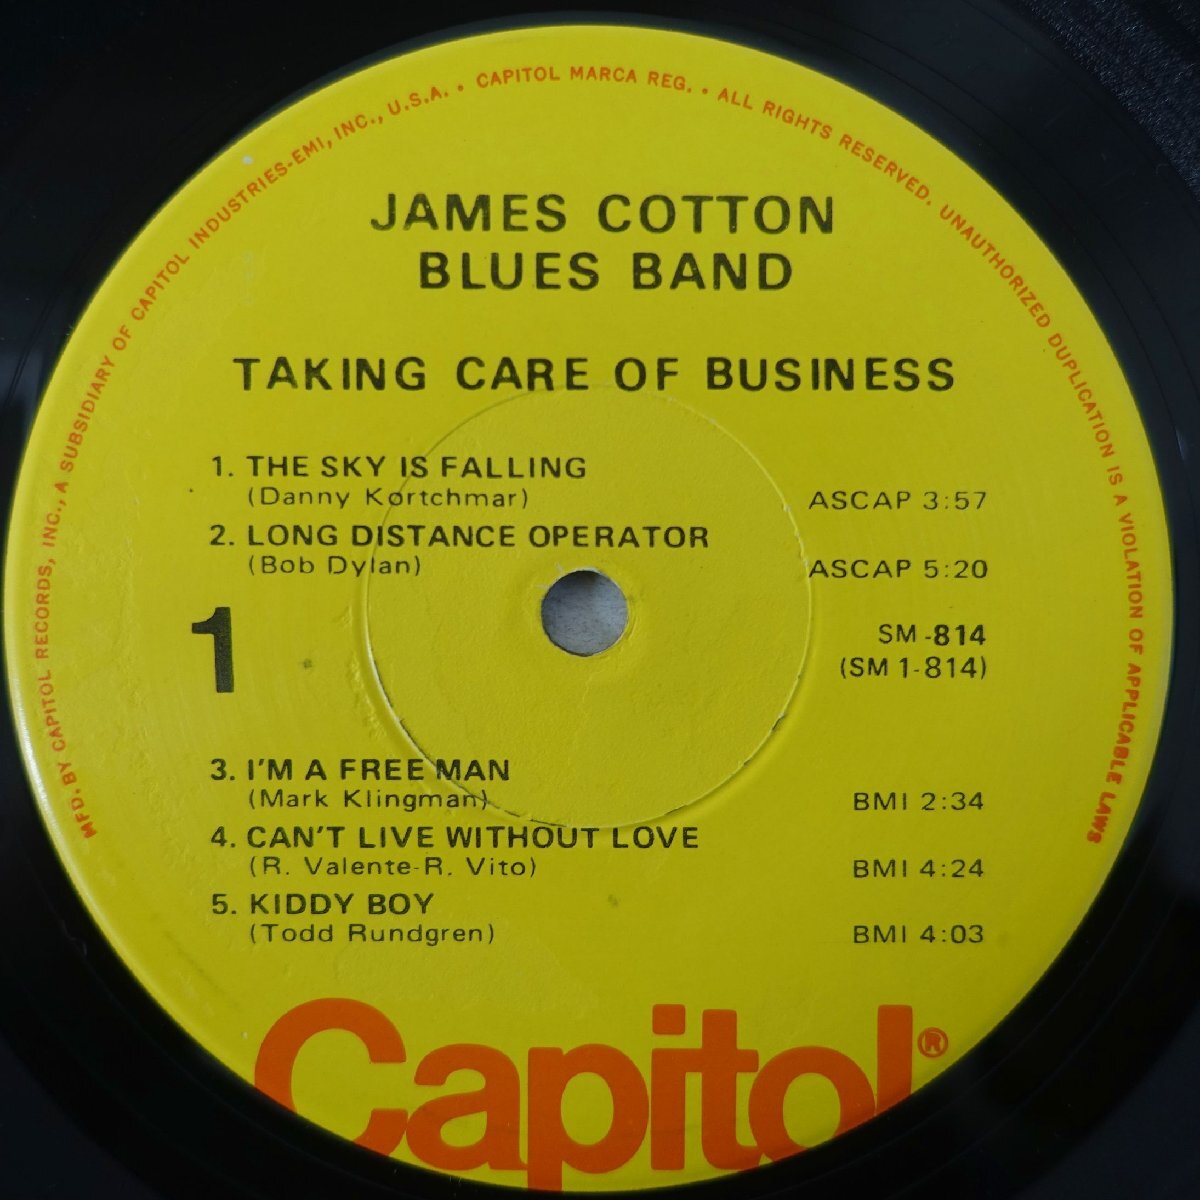 MFD. BY CAPITOL RECORDS, INC., A SUBSIDIARY OF CAPITOL INDUSTRIES-EMI, INC., U.S.A. • CAPITOL MARCA REG. • ALL RIGHTS RESERVED. UNAUTHORIZED DUPLICATION IS A VIOLATION OF APPLICABLE LAWS
JAMES COTTON
BLUES BAND
TAKING CARE OF BUSINESS
1. THE SKY IS FALLING
(Danny Kortchmar) ASCAP 3:57
2. LONG DISTANCE OPERATOR
(Bob Dylan) ASCAP 5:20
1
SM-814
(SM 1-814)
3. I'M A FREE MAN
(Mark Klingman) BMI 2:34
4. CAN'T LIVE WITHOUT LOVE
(R. Valente-R. Vito) BMI 4:24
5. KIDDY BOY
(Todd Rundgren) BMI 4:03
Capitol®